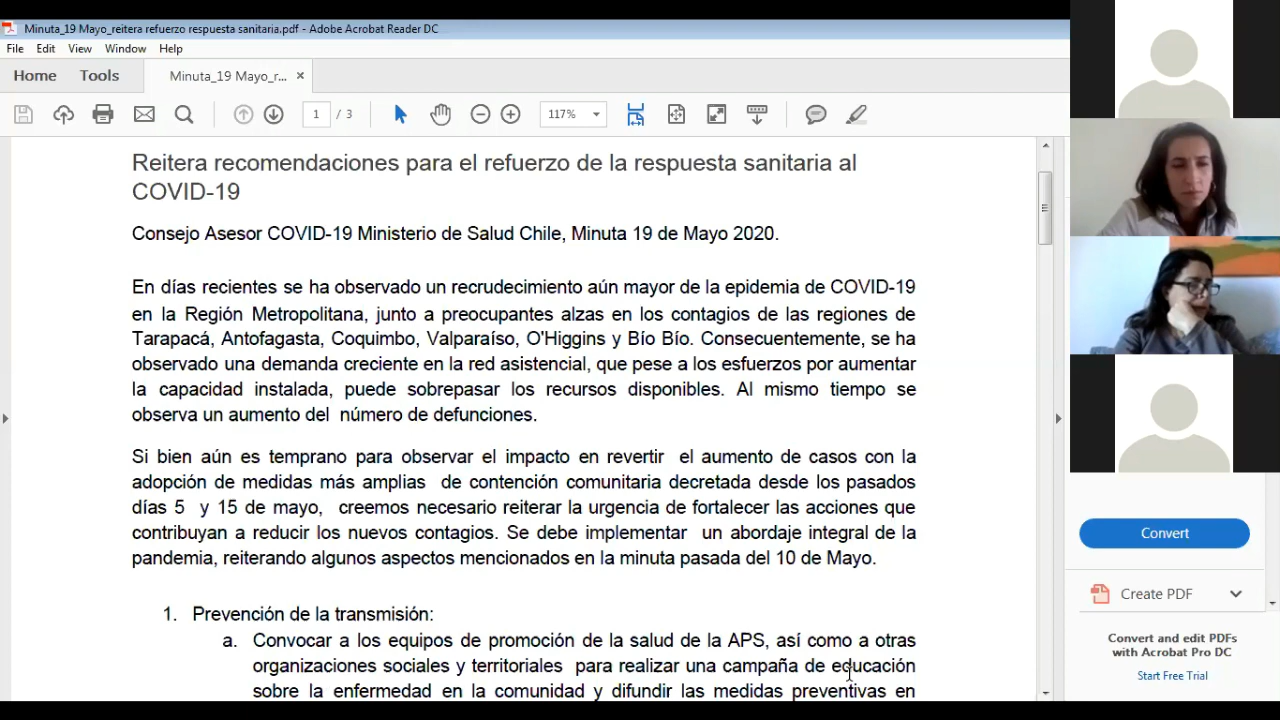 Minuta_19 Mayo_reitera refuerzo respuesta sanitaria.pdf - Adobe Acrobat Reader DC
File Edit View Window Help
Home Tools Minuta_19 Mayo_r... ×
1 / 3 117%
Reitera recomendaciones para el refuerzo de la respuesta sanitaria al
COVID-19
Consejo Asesor COVID-19 Ministerio de Salud Chile, Minuta 19 de Mayo 2020.
En días recientes se ha observado un recrudecimiento aún mayor de la epidemia de COVID-19
en la Región Metropolitana, junto a preocupantes alzas en los contagios de las regiones de
Tarapacá, Antofagasta, Coquimbo, Valparaíso, O'Higgins y Bío Bío. Consecuentemente, se ha
observado una demanda creciente en la red asistencial, que pese a los esfuerzos por aumentar
la capacidad instalada, puede sobrepasar los recursos disponibles. Al mismo tiempo se
observa un aumento del número de defunciones.
Si bien aún es temprano para observar el impacto en revertir el aumento de casos con la
adopción de medidas más amplias de contención comunitaria decretada desde los pasados
días 5 y 15 de mayo, creemos necesario reiterar la urgencia de fortalecer las acciones que
contribuyan a reducir los nuevos contagios. Se debe implementar un abordaje integral de la
pandemia, reiterando algunos aspectos mencionados en la minuta pasada del 10 de Mayo.
1. Prevención de la transmisión:
a. Convocar a los equipos de promoción de la salud de la APS, así como a otras
organizaciones sociales y territoriales para realizar una campaña de educación
sobre la enfermedad en la comunidad y difundir las medidas preventivas en
Convert
Create PDF
Convert and edit PDFs
with Acrobat Pro DC
Start Free Trial